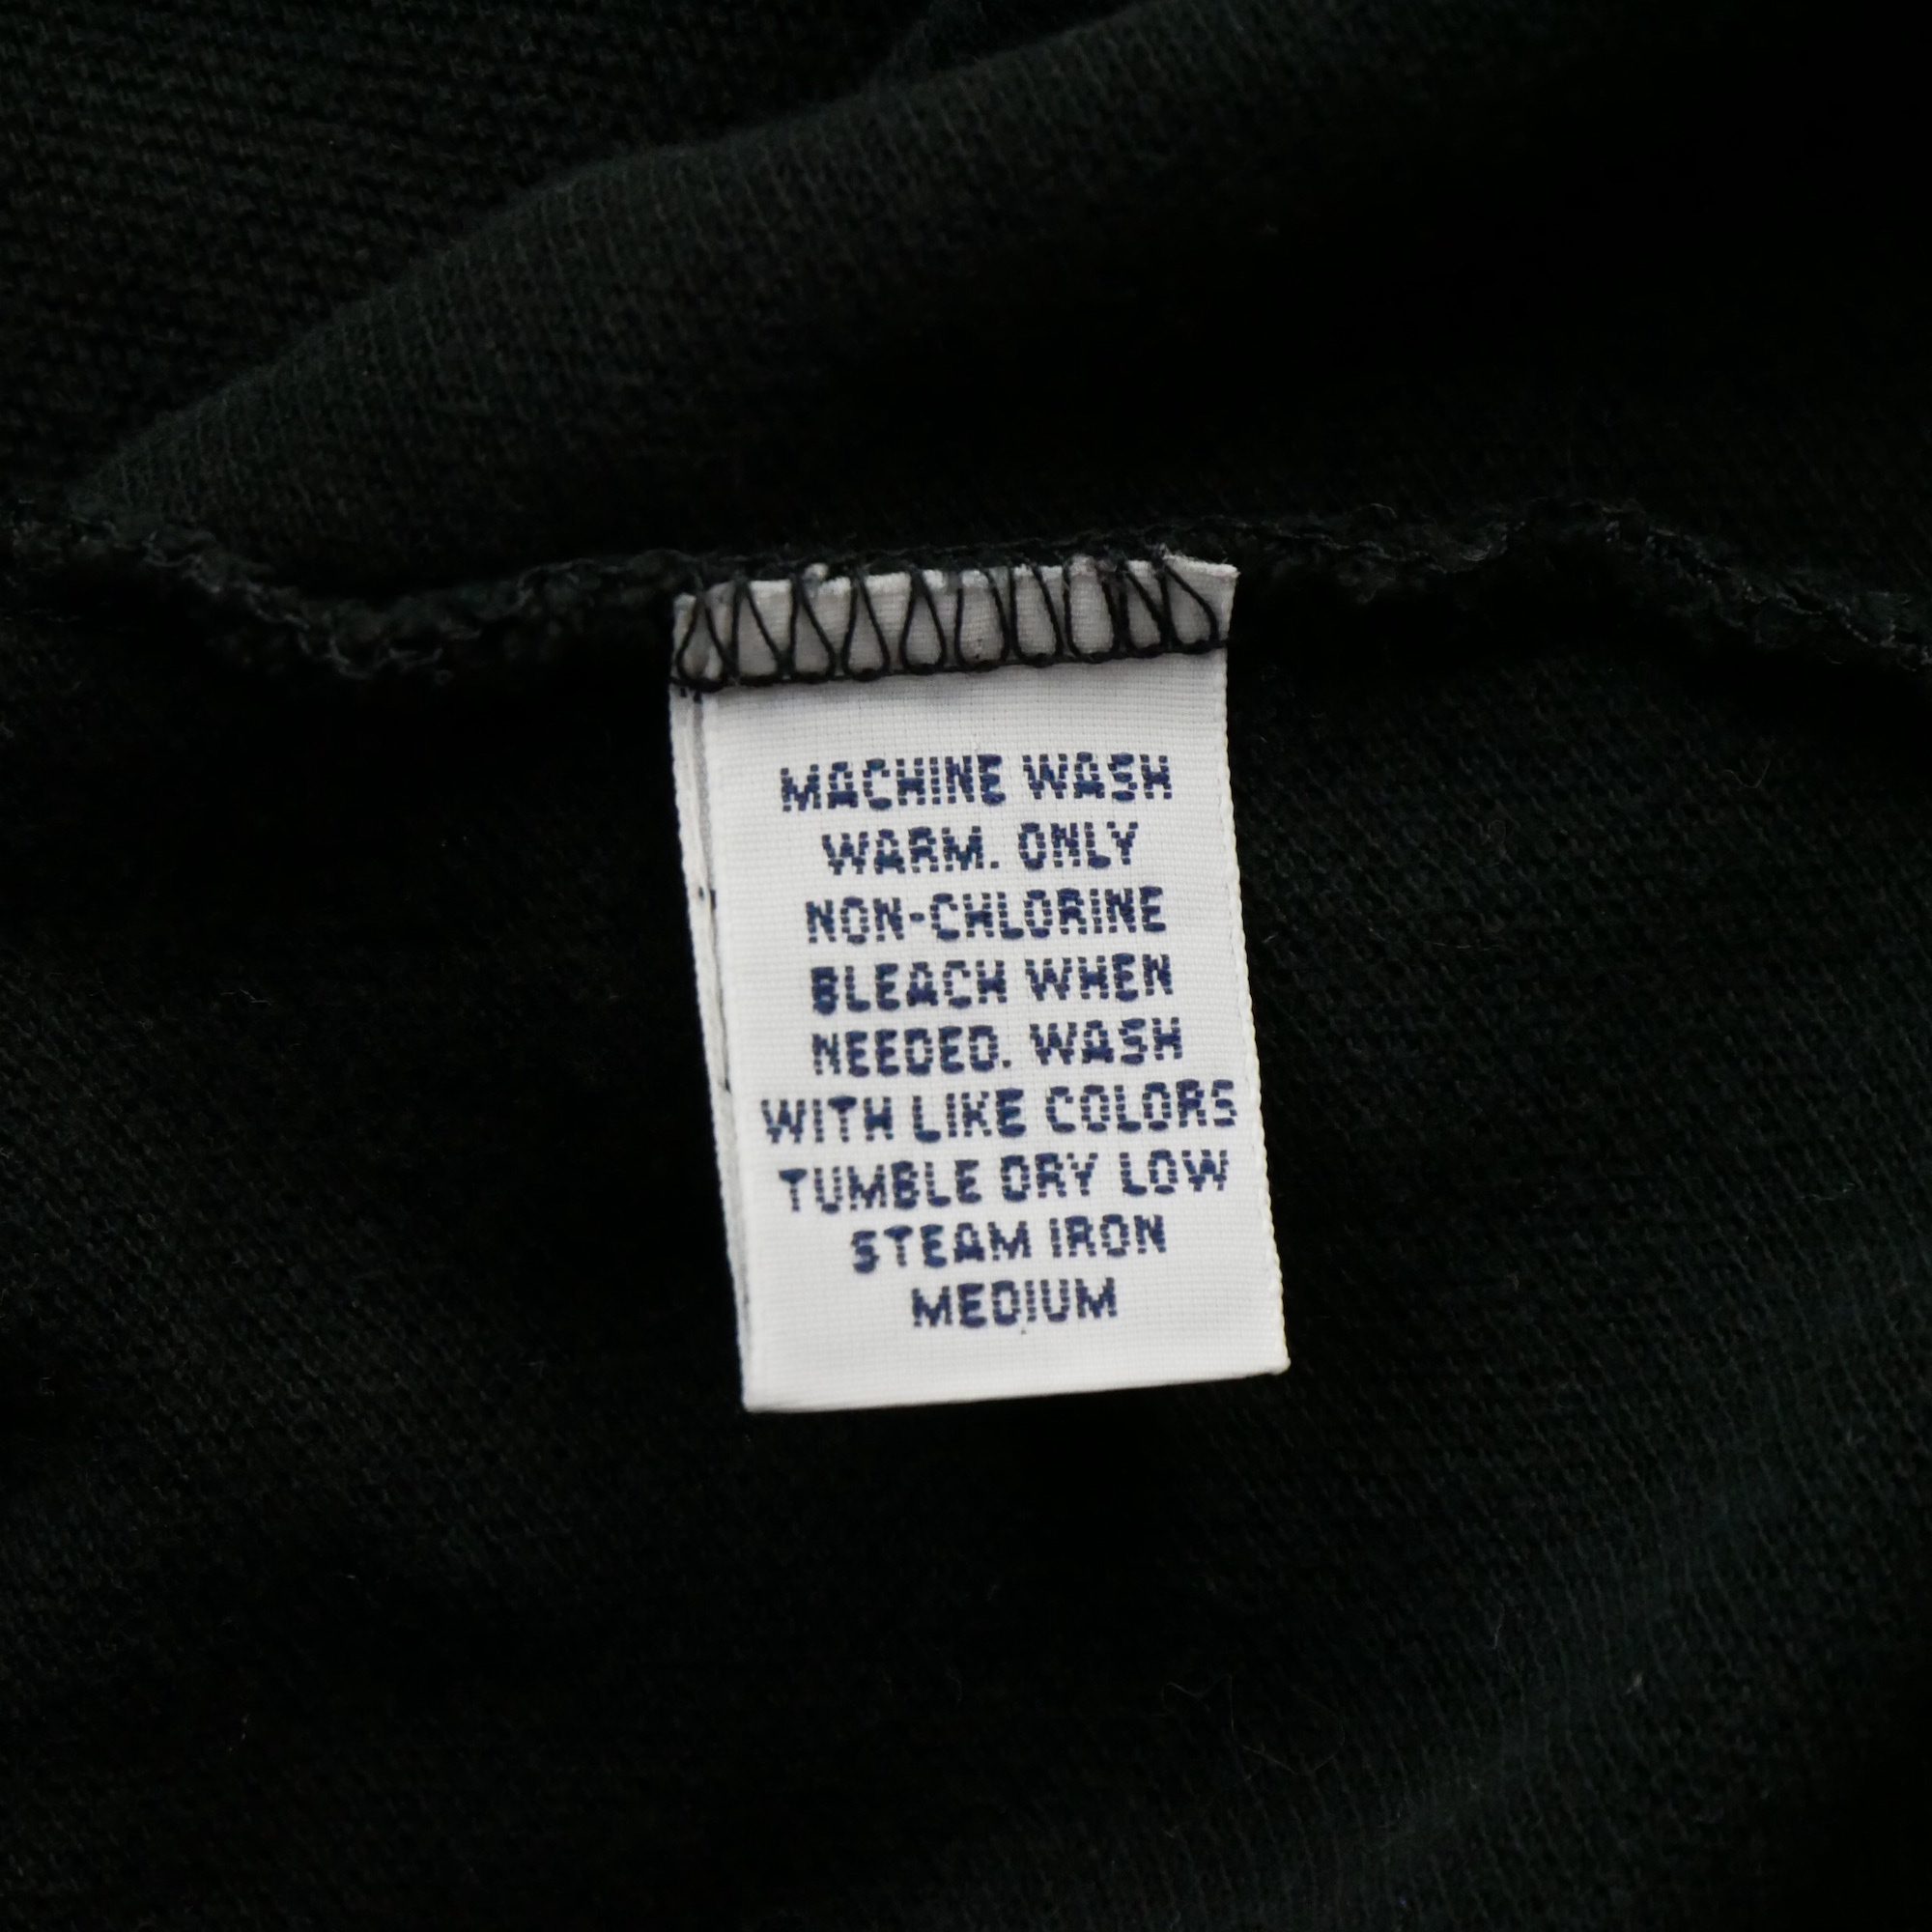 MACHINE WASH
WARM. ONLY
NON-CHLORINE
BLEACH WHEN
NEEDED. WASH
WITH LIKE COLORS
TUMBLE DRY LOW
STEAM IRON
MEDIUM